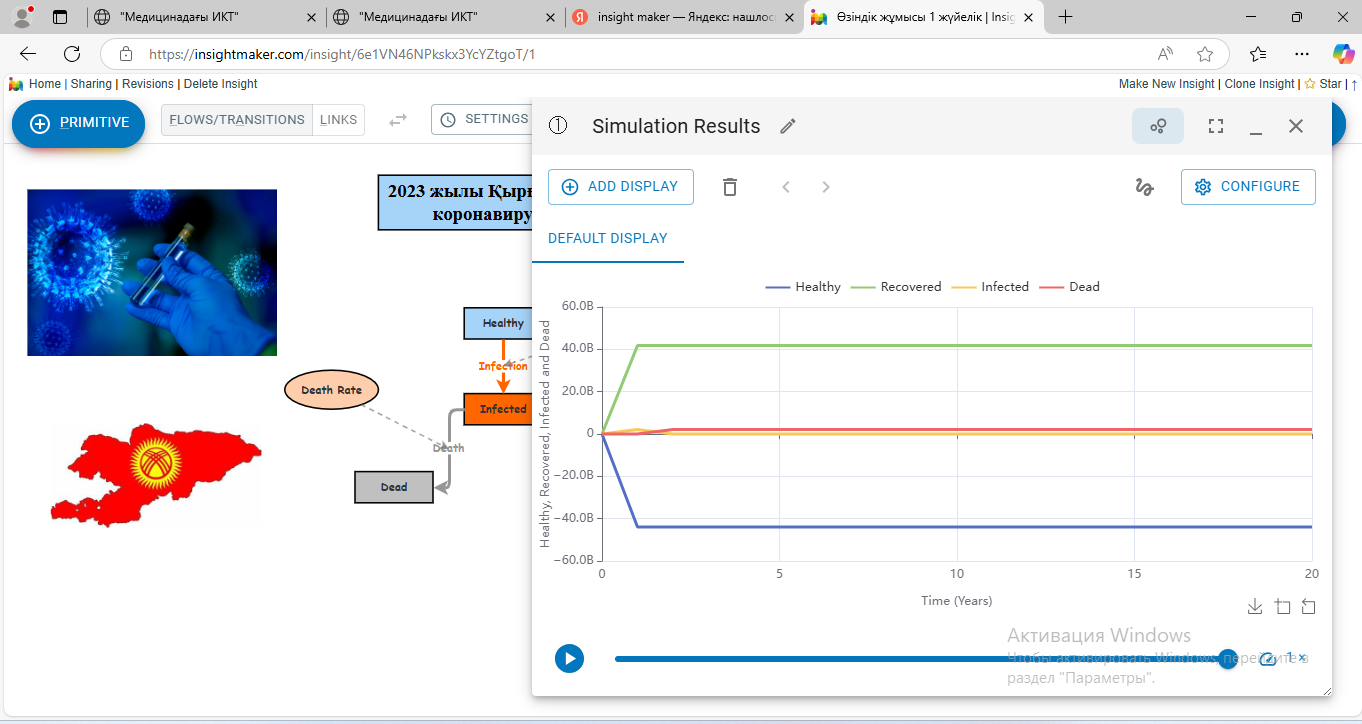 "Медицинадағы ИКТ"
"Медицинадағы ИКТ"
insight maker — Яндекс: нашлос
Өзіндік жұмысы 1 жүйелік | Insig
https://insightmaker.com/insight/6e1VN46NPkskx3YcYZtgoT/1
Home | Sharing | Revisions | Delete Insight
Make New Insight | Clone Insight | Star | ↑
PRIMITIVE
FLOWS/TRANSITIONS
LINKS
SETTINGS
1 Simulation Results
ADD DISPLAY
CONFIGURE
DEFAULT DISPLAY
2023 жылы Қырғ
коронавиру
Healthy
Infection
Infected
Death Rate
Death
Dead
Healthy Recovered Infected Dead
Healthy, Recovered, Infected and Dead
60.0B
40.0B
20.0B
0
−20.0B
−40.0B
−60.0B
0 5 10 15 20
Time (Years)
1×
Активация Windows
Чтобы активировать Windows, перейдите в
раздел "Параметры".